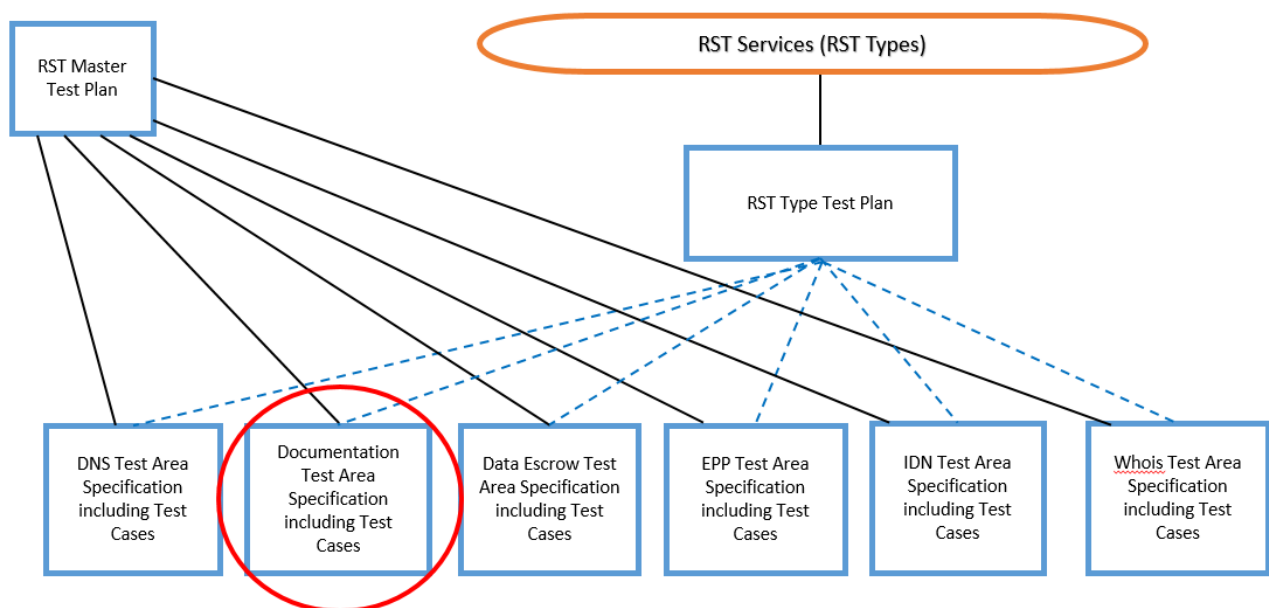 RST Services (RST Types)
RST Master
Test Plan
RST Type Test Plan
DNS Test Area
Specification
including Test
Cases
Documentation
Test Area
Specification
including Test
Cases
Data Escrow Test
Area Specification
including Test
Cases
EPP Test Area
Specification
including Test
Cases
IDN Test Area
Specification
including Test
Cases
Whois Test Area
Specification
including Test
Cases